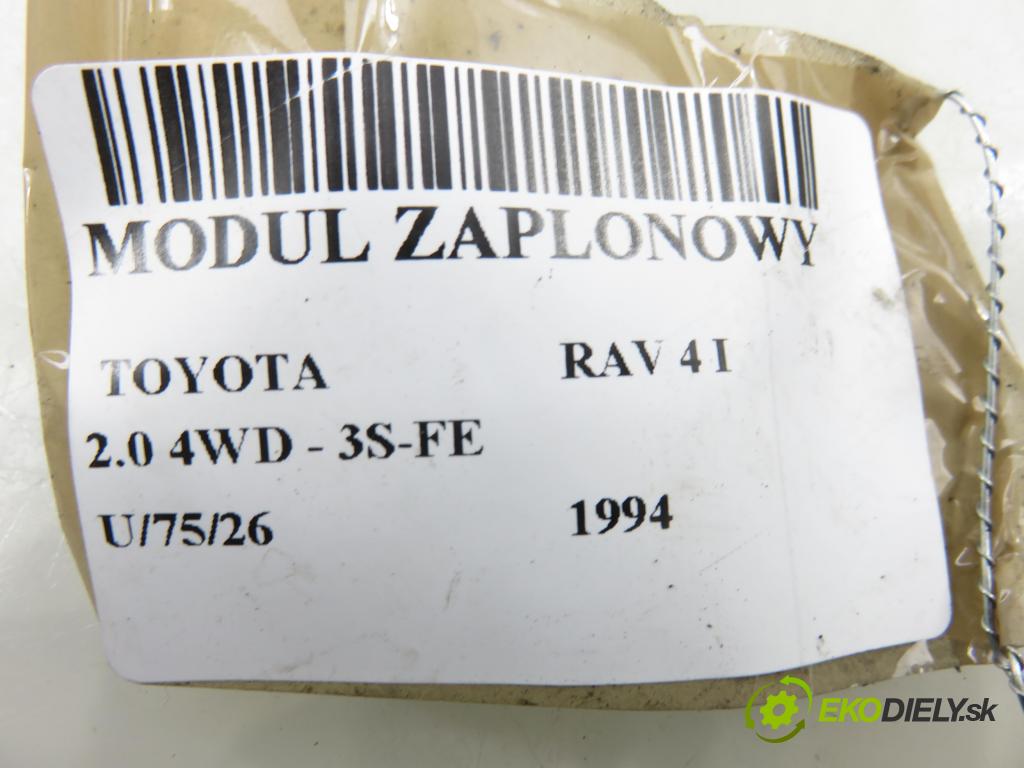 MODUL ZAPLONOWY
TOYOTA RAV 4 I
2.0 4WD - 3S-FE
U/75/26 1994
EKODIELY.sk